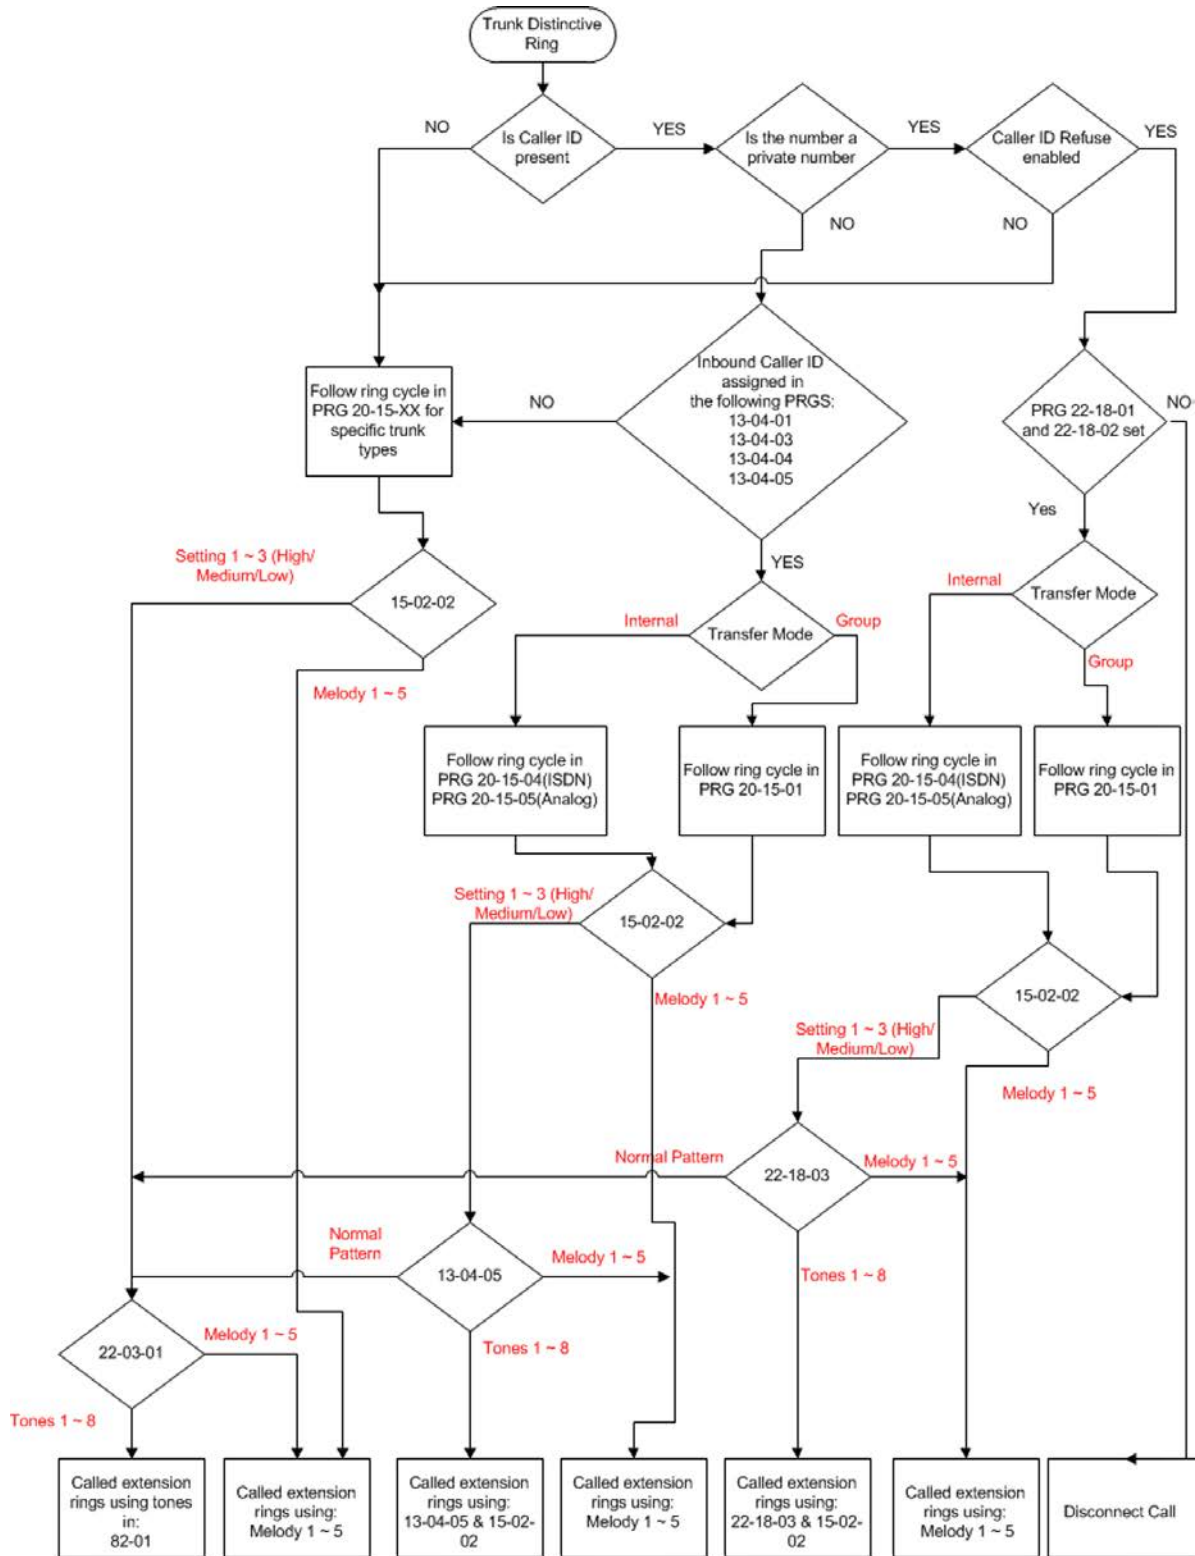 Trunk Distinctive
Ring
NO
Is Caller ID
present
YES
Is the number a
private number
YES
Caller ID Refuse
enabled
YES
NO
NO
Follow ring cycle in
PRG 20-15-XX for
specific trunk
types
NO
Inbound Caller ID
assigned in
the following PRGS:
13-04-01
13-04-03
13-04-04
13-04-05
PRG 22-18-01
and 22-18-02 set
NO
Yes
YES
Setting 1 ~ 3 (High/
Medium/Low)
15-02-02
Melody 1 ~ 5
Internal
Transfer Mode
Group
Internal
Transfer Mode
Group
Follow ring cycle in
PRG 20-15-04(ISDN)
PRG 20-15-05(Analog)
Follow ring cycle in
PRG 20-15-01
Follow ring cycle in
PRG 20-15-04(ISDN)
PRG 20-15-05(Analog)
Follow ring cycle in
PRG 20-15-01
Setting 1 ~ 3 (High/
Medium/Low)
15-02-02
Melody 1 ~ 5
15-02-02
Setting 1 ~ 3 (High/
Medium/Low)
Melody 1 ~ 5
Normal Pattern
22-18-03
Melody 1 ~ 5
Tones 1 ~ 8
Normal
Pattern
13-04-05
Melody 1 ~ 5
Tones 1 ~ 8
22-03-01
Melody 1 ~ 5
Tones 1 ~ 8
Called extension
rings using tones
in:
82-01
Called extension
rings using:
Melody 1 ~ 5
Called extension
rings using:
13-04-05 & 15-02-
02
Called extension
rings using:
Melody 1 ~ 5
Called extension
rings using:
22-18-03 & 15-02-
02
Called extension
rings using:
Melody 1 ~ 5
Disconnect Call